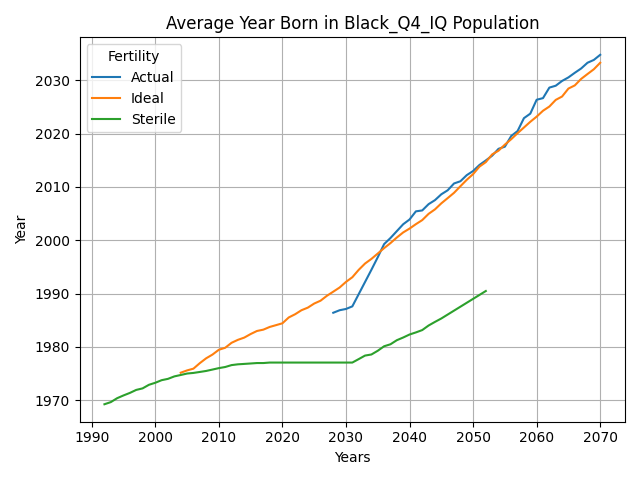 Average Year Born in Black_Q4_IQ Population
Fertility
Actual
Ideal
Sterile
Year
2030
2020
2010
2000
1990
1980
1970
1990 2000 2010 2020 2030 2040 2050 2060 2070
Years